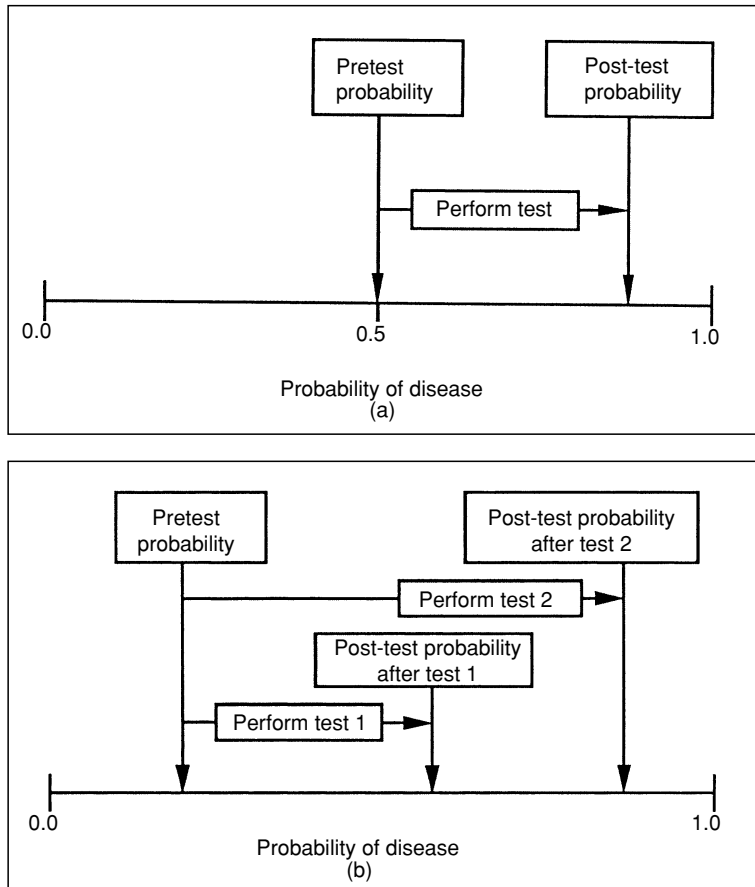 Pretest
probability
Post-test
probability
Perform test
0.0
0.5
1.0
Probability of disease
(a)
Pretest
probability
Post-test probability
after test 2
Perform test 2
Post-test probability
after test 1
Perform test 1
0.0
1.0
Probability of disease
(b)